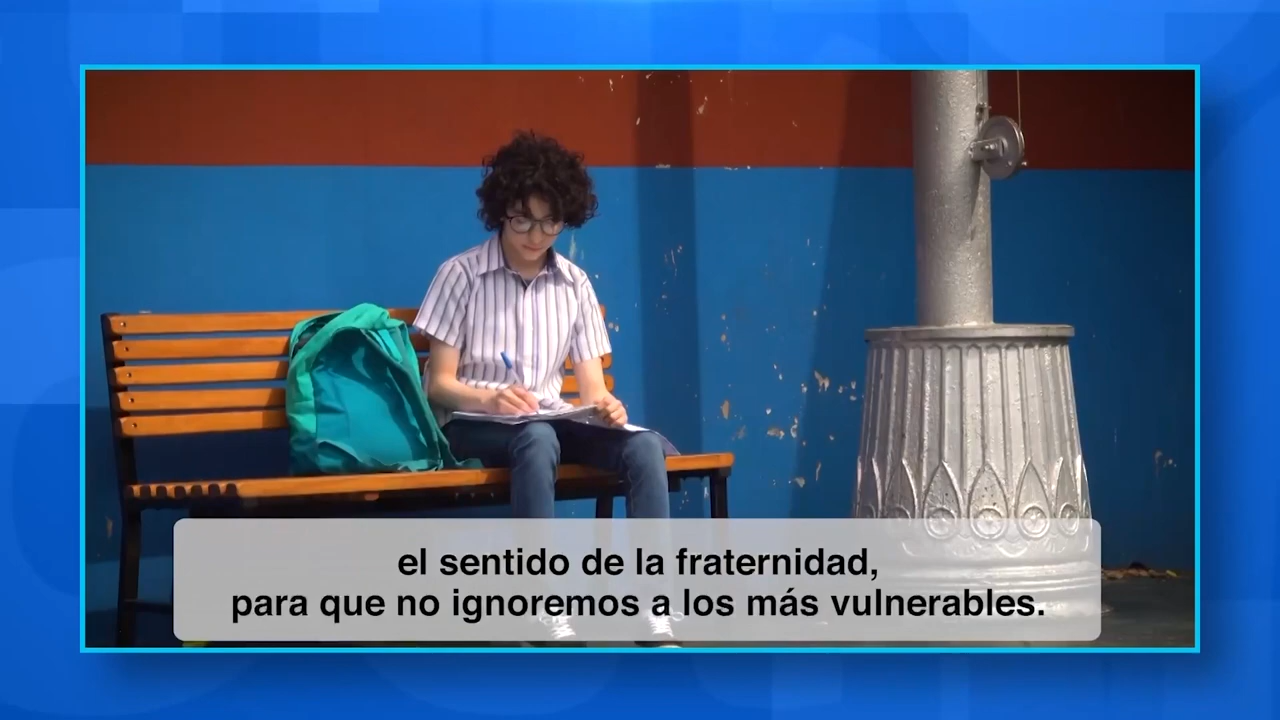 el sentido de la fraternidad,
para que no ignoremos a los más vulnerables.